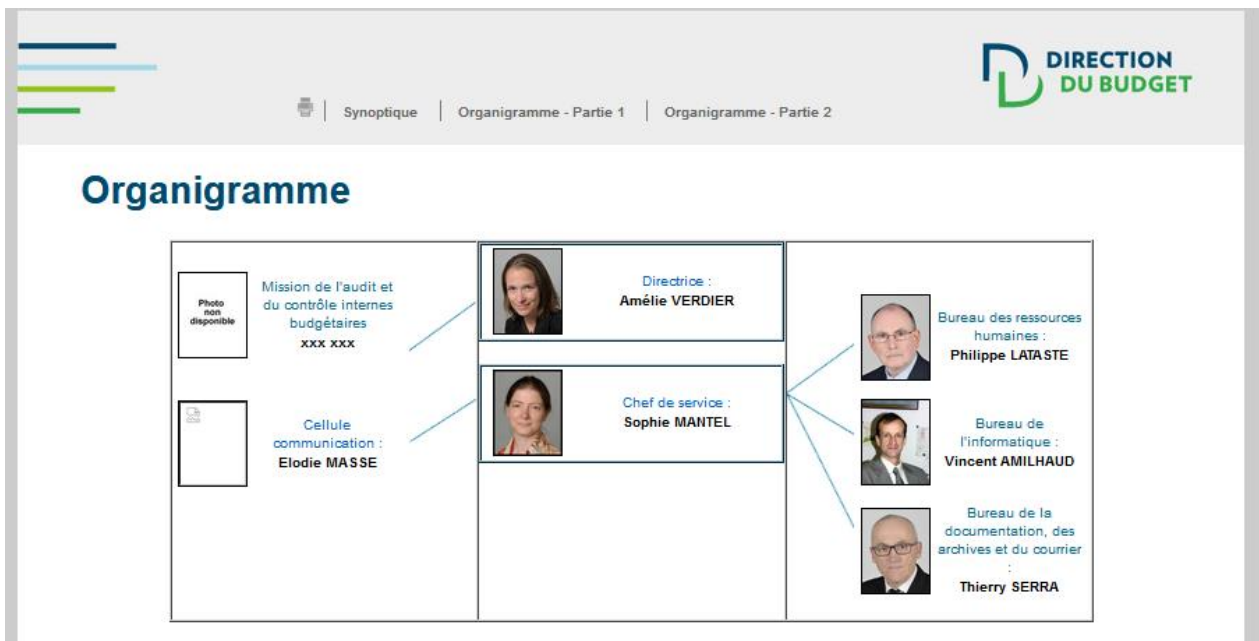 DIRECTION
DU BUDGET
Synoptique
Organigramme - Partie 1
Organigramme - Partie 2
Organigramme
Photo
non
disponible
Mission de l'audit et
du contrôle internes
budgétaires
xxx xxx
Cellule
communication :
Elodie MASSE
Directrice :
Amélie VERDIER
Chef de service :
Sophie MANTEL
Bureau des ressources
humaines :
Philippe LATASTE
Bureau de
l'informatique :
Vincent AMILHAUD
Bureau de la
documentation, des
archives et du courrier
:
Thierry SERRA